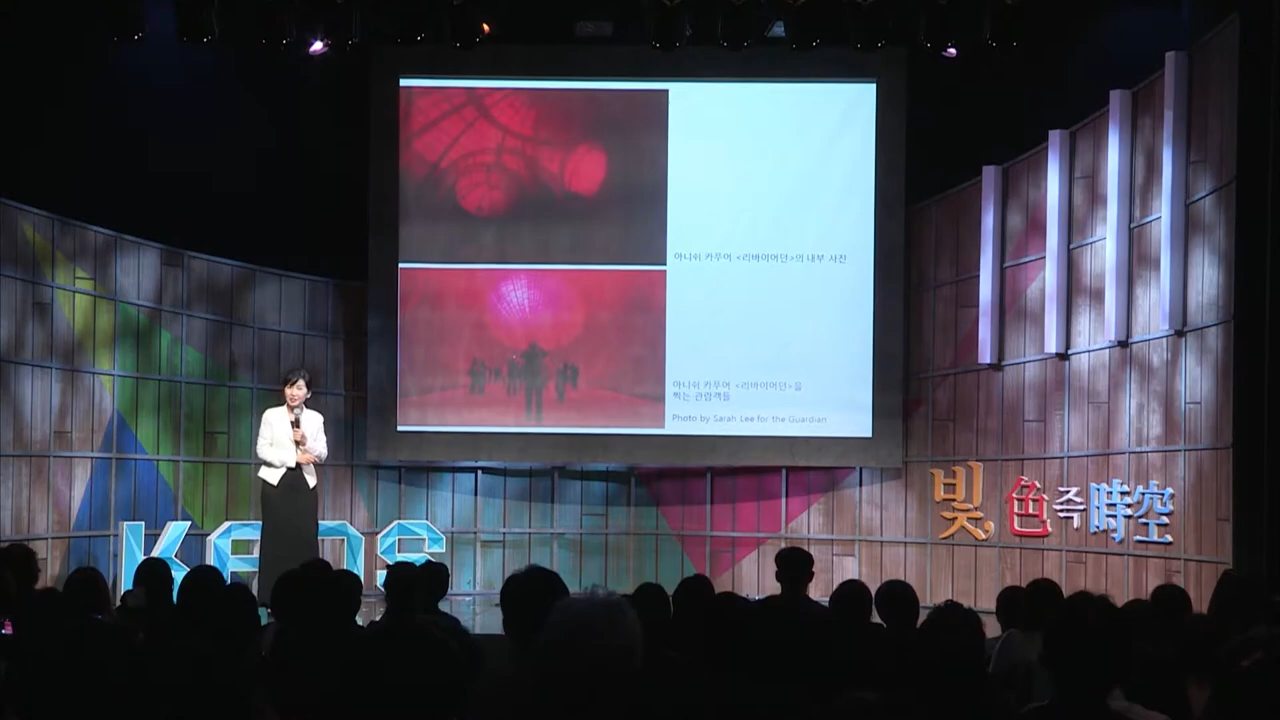 아니쉬 카푸어 <리바이어던>의 내부 사진
아니쉬 카푸어 <리바이어던>을
찍는 관람객들
Photo by Sarah Lee for the Guardian
빛, 色즉時空
KAOS